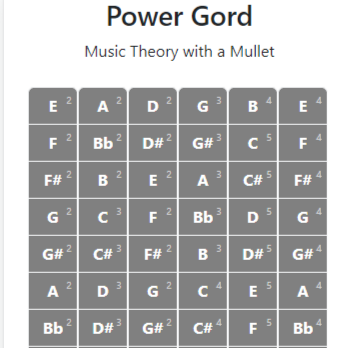 Power Gord
Music Theory with a Mullet
E 2 A 2 D 2 G 3 B 4 E 4
F 2 Bb 2 D# 2 G# 3 C 5 F 4
F# 2 B 2 E 2 A 3 C# 5 F# 4
G 2 C 3 F 2 Bb 3 D 5 G 4
G# 2 C# 3 F# 2 B 3 D# 5 G# 4
A 2 D 3 G 2 C 4 E 5 A 4
Bb 2 D# 3 G# 2 C# 4 F 5 Bb 4